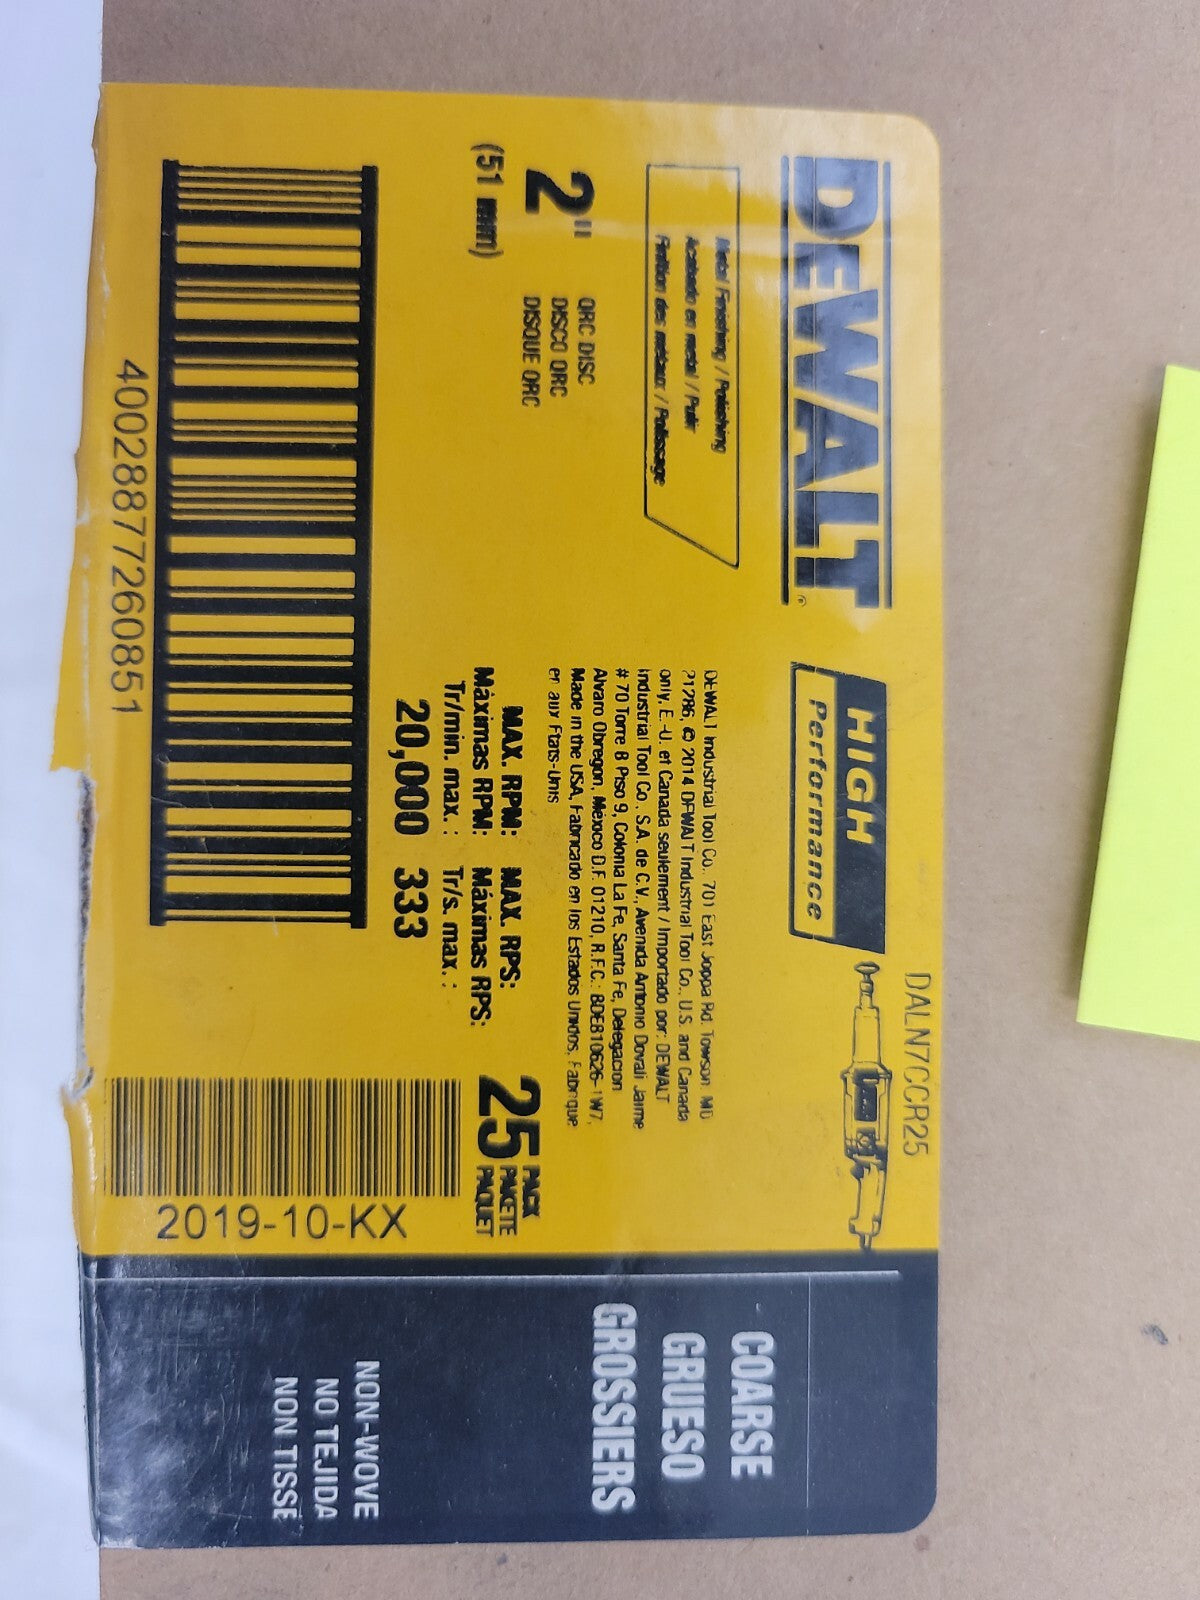 DALN7CCR25
DEWALT®
HIGH
Performance
Metal Finishing / Polishing
Acabado en metal / Pulir
Finition des métaux / Polissage
2"
(51 mm)
QRC DISC
DISCO QRC
DISQUE QRC
DEWALT Industrial Tool Co., 701 East Joppa Rd. Towson MD
21286, © 2014 DEWALT Industrial Tool Co., U.S. and Canada
only, E.-U. et Canada seulement / Importado por: DEWALT
Industrial Tool Co., S.A. de C.V., Avenida Antonio Dovali Jaime
# 70 Torre B Piso 9, Colonia La Fe, Santa Fe, Delegacion
Alvaro Obregon, México D.F. 01210, R.F.C.: BDE810626-1W7.
Made in the USA, Fabricado en los Estados Unidos, Fabrique
er aux Etats-Unis
MAX. RPM: MAX. RPS:
Máximas RPM: Máximas RPS:
Tr/min. max. : Tr/s. max. :
20,000 333
25 PACK
PAKETE
PAQUET
40028877260851
2019-10-KX
COARSE
GRUESO
GROSSIERS
NON-WOVE
NO TEJIDA
NON TISSÉ